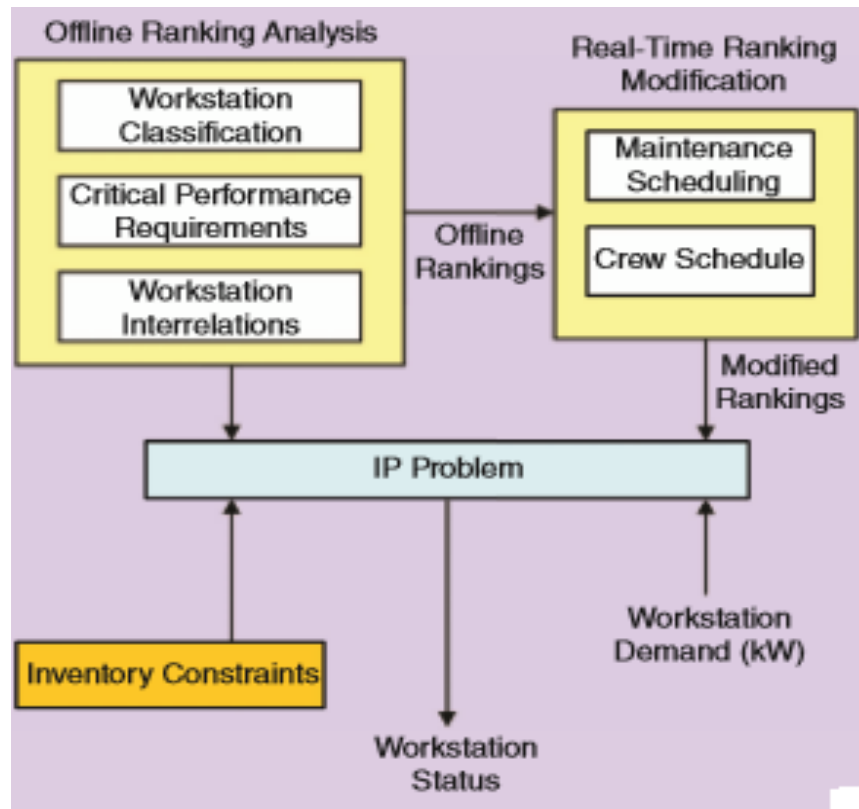 Offline Ranking Analysis
Workstation
Classification
Critical Performance
Requirements
Workstation
Interrelations
Offline
Rankings
Real-Time Ranking
Modification
Maintenance
Scheduling
Crew Schedule
Modified
Rankings
IP Problem
Inventory Constraints
Workstation
Demand (kW)
Workstation
Status